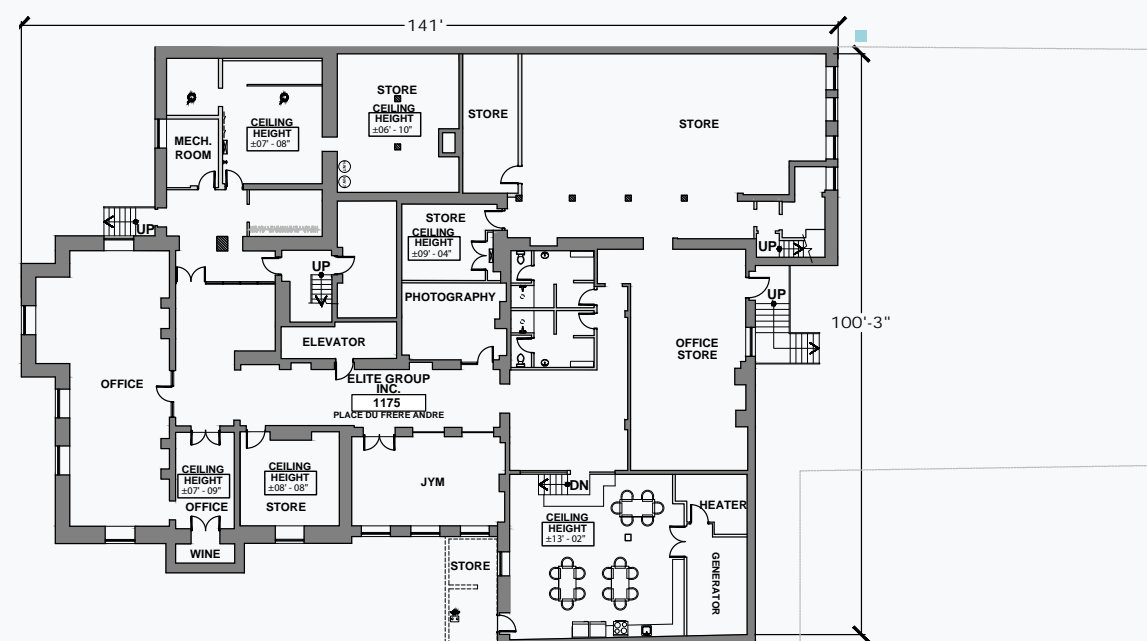 141'
STORE
CEILING
HEIGHT
±06' - 10"
STORE
STORE
CEILING
HEIGHT
±07' - 08"
MECH.
ROOM
UP
STORE
CEILING
HEIGHT
±09' - 04"
UP
UP
UP
PHOTOGRAPHY
100'-3"
ELEVATOR
OFFICE
STORE
OFFICE
ELITE GROUP
INC.
1175
PLACE DU FRERE ANDRE
CEILING
HEIGHT
±07' - 09"
OFFICE
CEILING
HEIGHT
±08' - 08"
STORE
JYM
DN
HEATER
CEILING
HEIGHT
±13' - 02"
WINE
STORE
GENERATOR